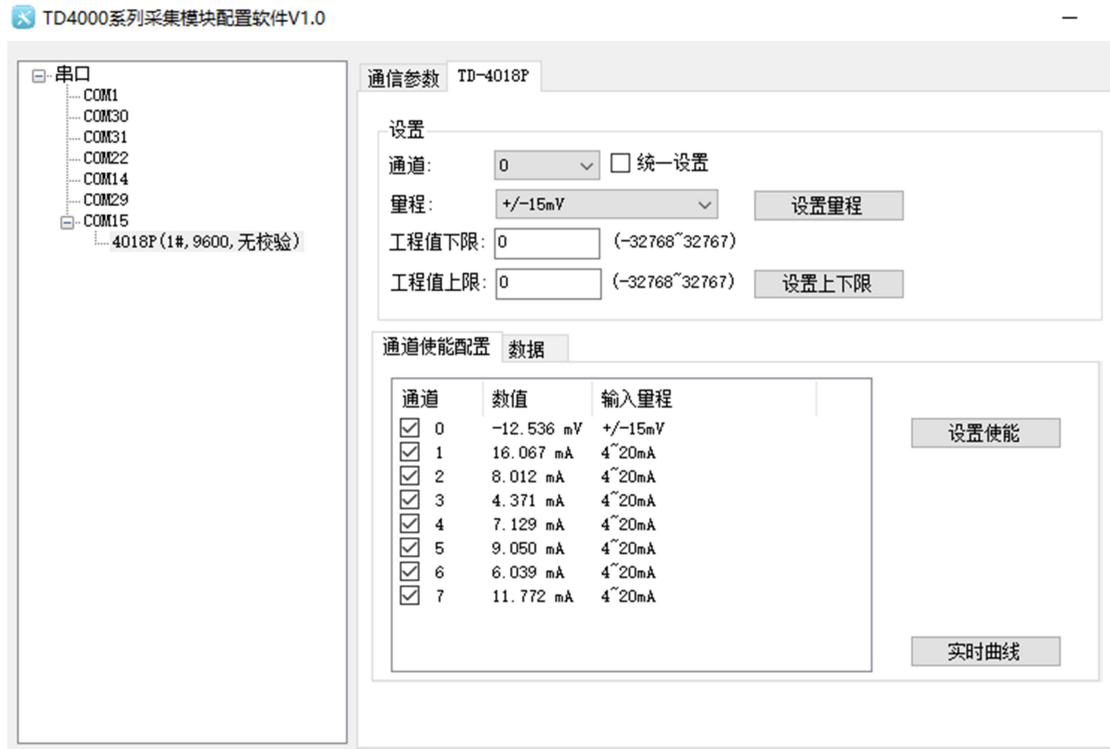 TD4000系列采集模块配置软件V1.0
串口
COM1
COM30
COM31
COM22
COM14
COM29
COM15
4018P(1#,9600,无校验)
通信参数 TD-4018P
设置
通道: 0 统一设置
量程: +/-15mV 设置量程
工程值下限: 0 (-32768~32767)
工程值上限: 0 (-32768~32767) 设置上下限
通道使能配置 数据
通道 数值 输入量程
0 -12.536 mV +/-15mV
1 16.067 mA 4~20mA
2 8.012 mA 4~20mA
3 4.371 mA 4~20mA
4 7.129 mA 4~20mA
5 9.050 mA 4~20mA
6 6.039 mA 4~20mA
7 11.772 mA 4~20mA
设置使能
实时曲线